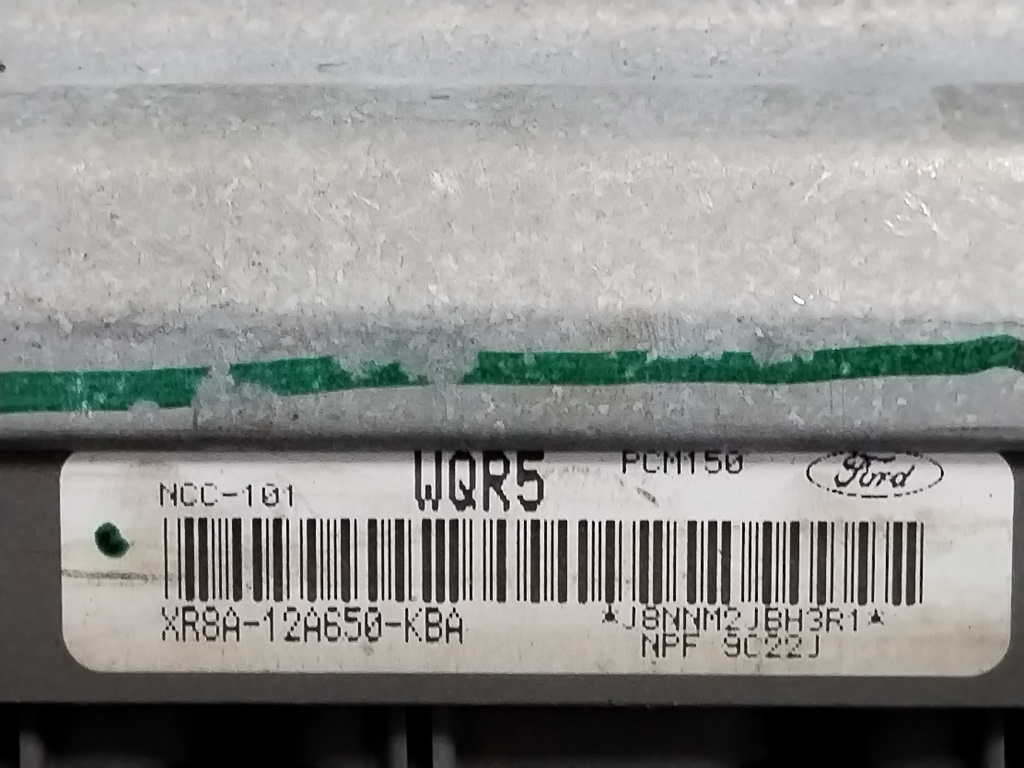 NCC-101 WQR5 PCM150 Ford
XR8A-12A650-KBA *J8NNM2JBH3R1*
NPF 9C22J